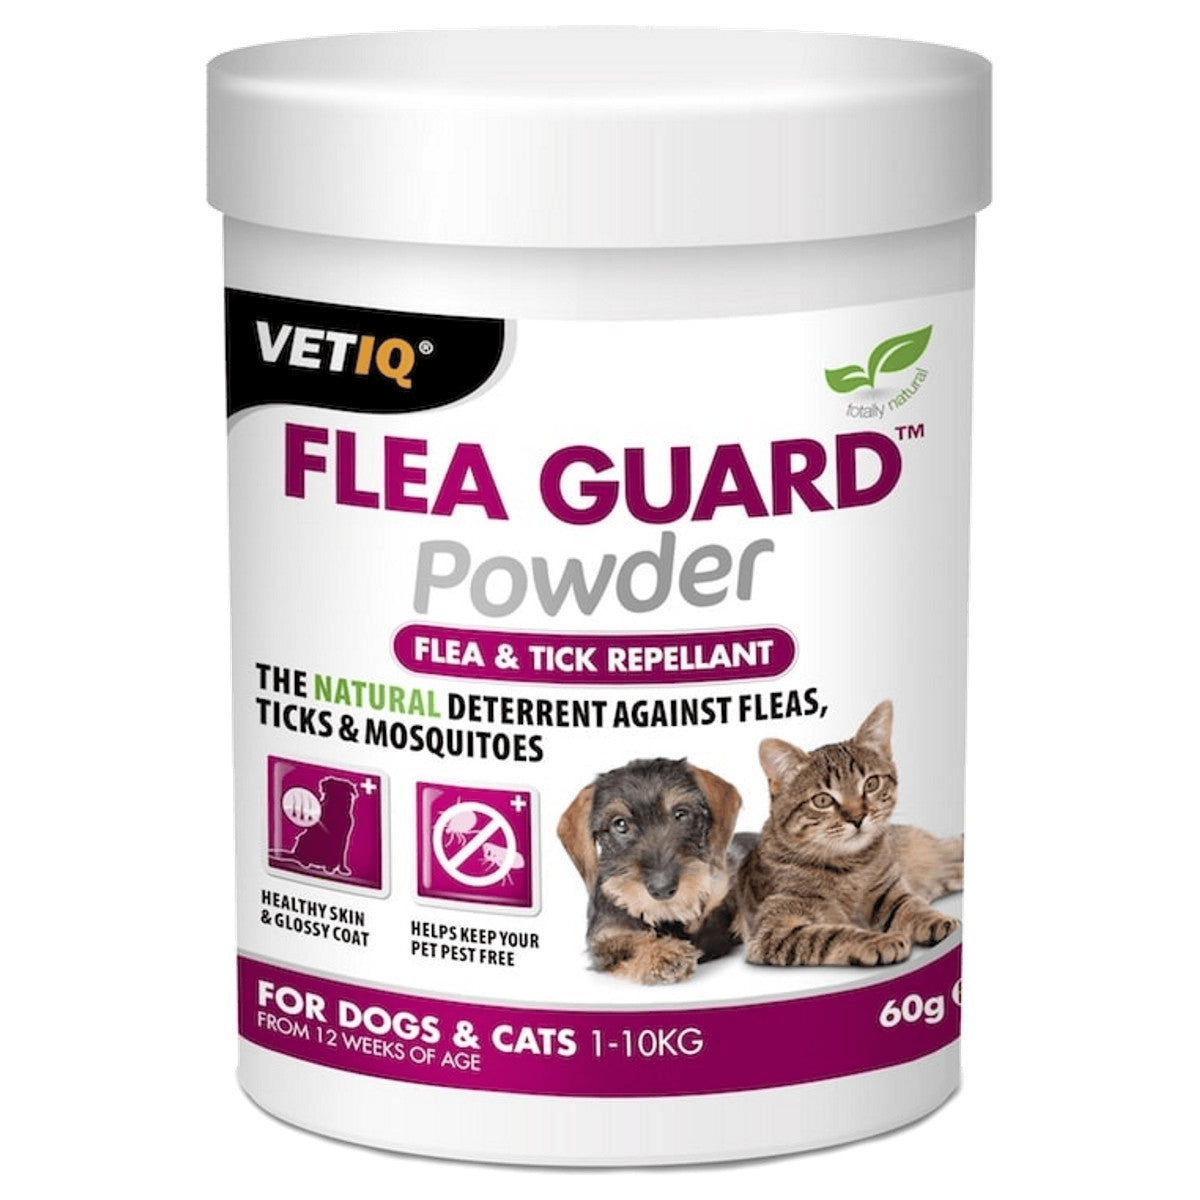 VETIQ®
totally natural
FLEA GUARD™
Powder
FLEA & TICK REPELLANT
THE NATURAL DETERRENT AGAINST FLEAS,
TICKS & MOSQUITOES
HEALTHY SKIN
& GLOSSY COAT
HELPS KEEP YOUR
PET PEST FREE
FOR DOGS & CATS 1-10KG
FROM 12 WEEKS OF AGE
60g